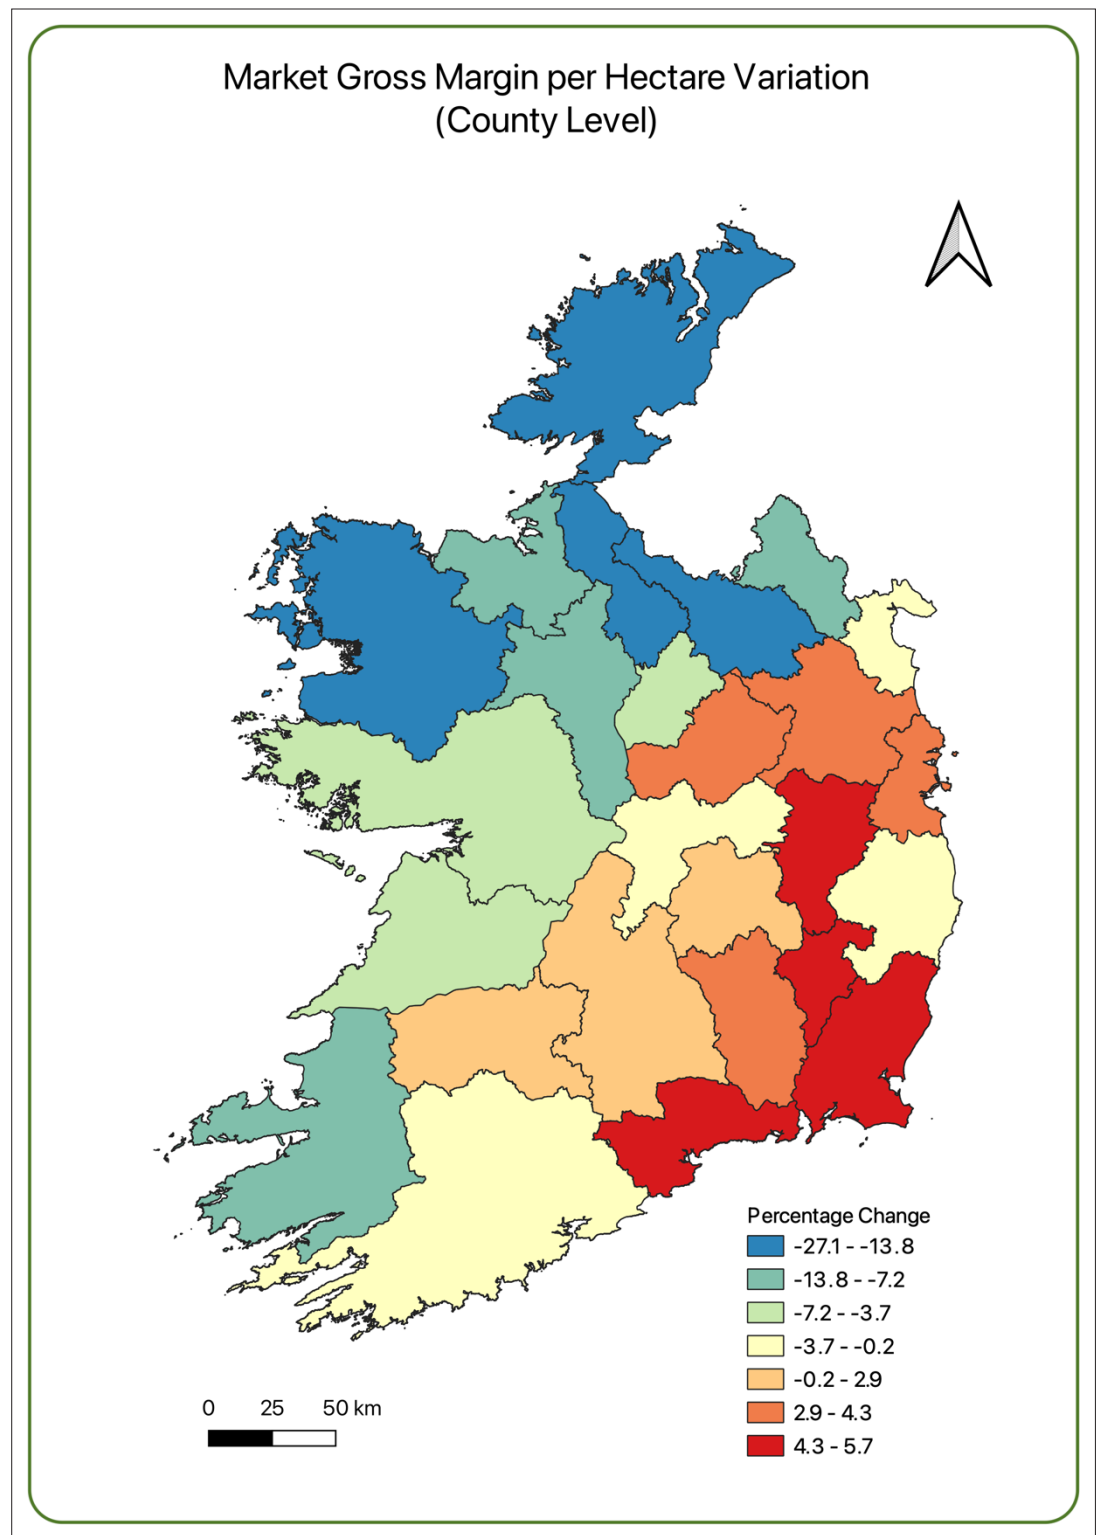 Market Gross Margin per Hectare Variation
(County Level)
Percentage Change
-27.1 - -13.8
-13.8 - -7.2
-7.2 - -3.7
-3.7 - -0.2
-0.2 - 2.9
2.9 - 4.3
4.3 - 5.7
0 25 50 km